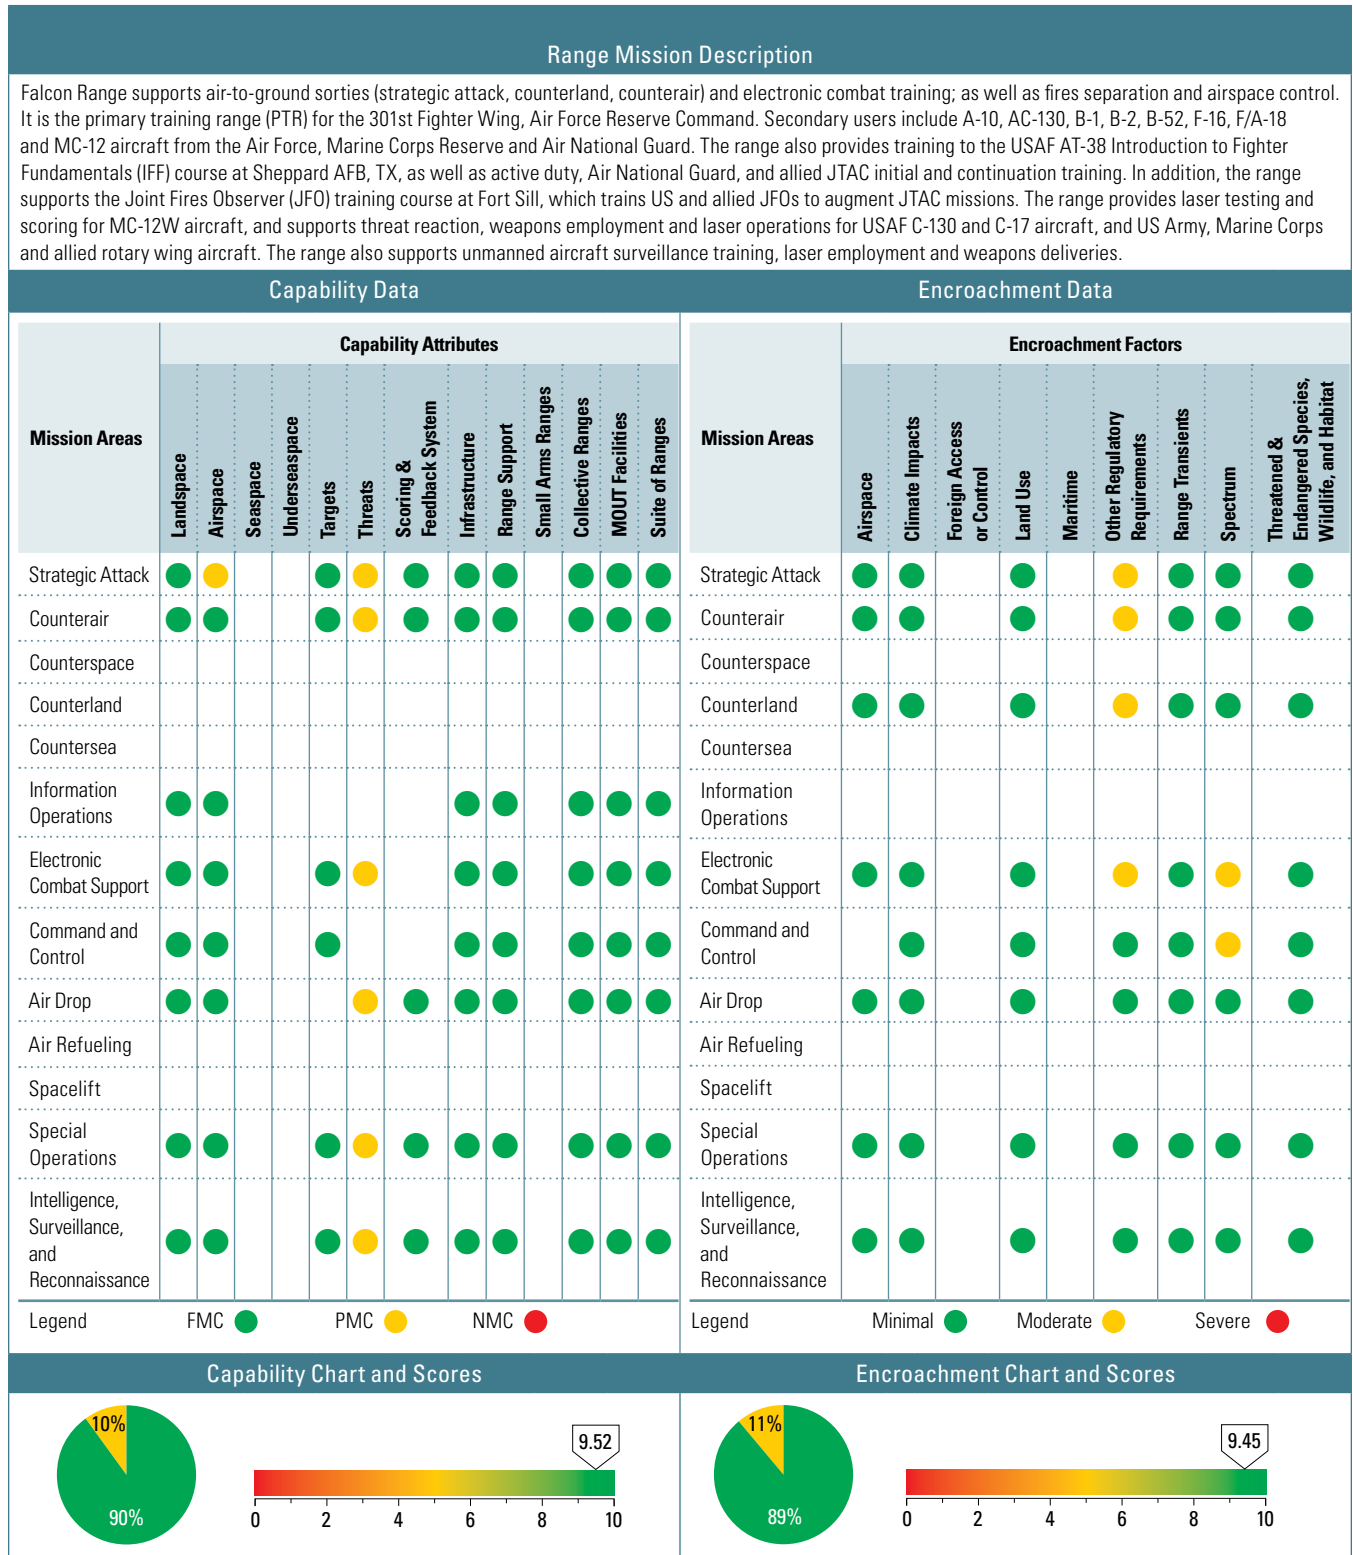 Range Mission Description
Falcon Range supports air-to-ground sorties (strategic attack, counterland, counterair) and electronic combat training; as well as fires separation and airspace control.
It is the primary training range (PTR) for the 301st Fighter Wing, Air Force Reserve Command. Secondary users include A-10, AC-130, B-1, B-2, B-52, F-16, F/A-18
and MC-12 aircraft from the Air Force, Marine Corps Reserve and Air National Guard. The range also provides training to the USAF AT-38 Introduction to Fighter
Fundamentals (IFF) course at Sheppard AFB, TX, as well as active duty, Air National Guard, and allied JTAC initial and continuation training. In addition, the range
supports the Joint Fires Observer (JFO) training course at Fort Sill, which trains US and allied JFOs to augment JTAC missions. The range provides laser testing and
scoring for MC-12W aircraft, and supports threat reaction, weapons employment and laser operations for USAF C-130 and C-17 aircraft, and US Army, Marine Corps
and allied rotary wing aircraft. The range also supports unmanned aircraft surveillance training, laser employment and weapons deliveries.
Capability Data
Mission Areas
Capability Attributes
Landspace
Airspace
Seaspace
Underseaspace
Targets
Threats
Scoring &
Feedback System
Infrastructure
Range Support
Small Arms Ranges
Collective Ranges
MOUT Facilities
Suite of Ranges
Strategic Attack
Counterair
Counterspace
Counterland
Countersea
Information
Operations
Electronic
Combat Support
Command and
Control
Air Drop
Air Refueling
Spacelift
Special
Operations
Intelligence,
Surveillance,
and
Reconnaissance
Legend FMC PMC NMC
Encroachment Data
Mission Areas
Encroachment Factors
Airspace
Climate Impacts
Foreign Access
or Control
Land Use
Maritime
Other Regulatory
Requirements
Range Transients
Spectrum
Threatened &
Endangered Species,
Wildlife, and Habitat
Strategic Attack
Counterair
Counterspace
Counterland
Countersea
Information
Operations
Electronic
Combat Support
Command and
Control
Air Drop
Air Refueling
Spacelift
Special
Operations
Intelligence,
Surveillance,
and
Reconnaissance
Legend Minimal Moderate Severe
Capability Chart and Scores
10%
90%
9.52
0 2 4 6 8 10
Encroachment Chart and Scores
11%
89%
9.45
0 2 4 6 8 10